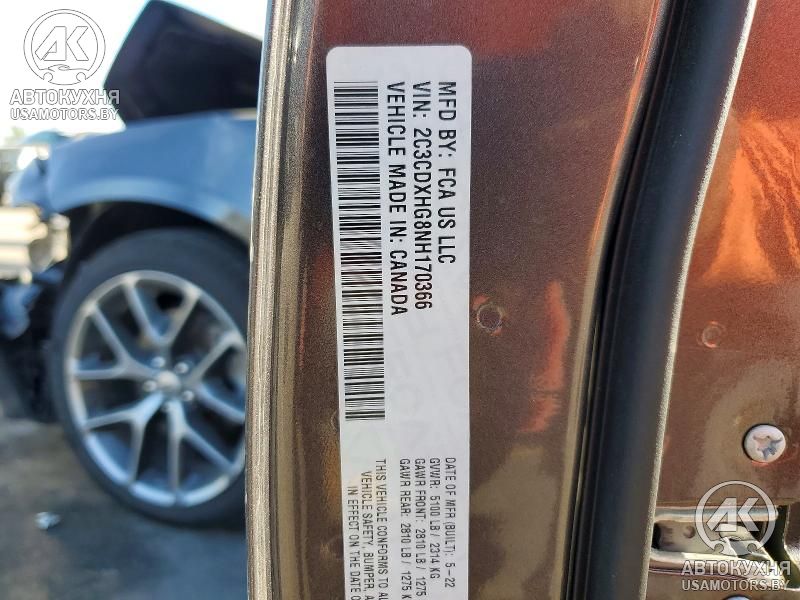 AK
АВТОКУХНЯ
USAMOTORS.BY
MFD BY: FCA US LLC
VIN: 2C3CDXHG8NH170366
VEHICLE MADE IN: CANADA
DATE OF MFR (BUILT): 5-22
GVWR: 5100 LB / 2314 KG
GAWR FRONT: 2810 LB / 1275
GAWR REAR: 2810 LB / 1275 K
THIS VEHICLE CONFORMS TO AL
VEHICLE SAFETY, BUMPER, A
IN EFFECT ON THE DAT
AK
АВТОКУХНЯ
USAMOTORS.BY